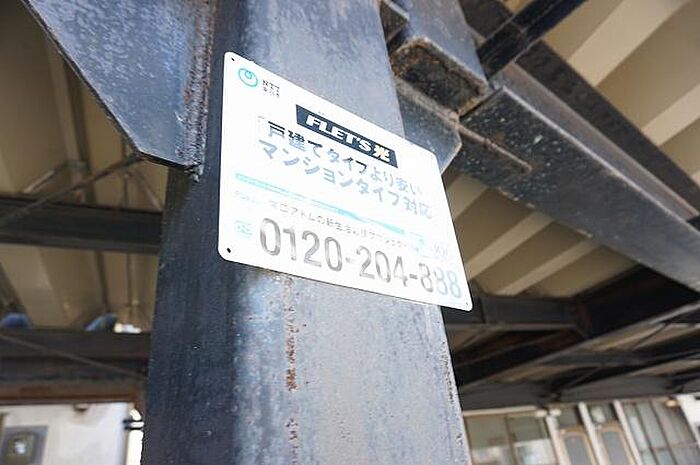 NTT
FLET'S光
「戸建てタイプより安い
マンションタイプ対応
0120-204-888